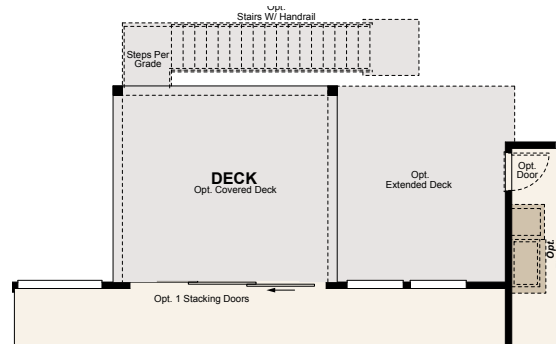 Opt.
Stairs W/ Handrail
Steps Per
Grade
DECK
Opt. Covered Deck
Opt.
Extended Deck
Opt.
Door
Opt.
Opt. 1 Stacking Doors